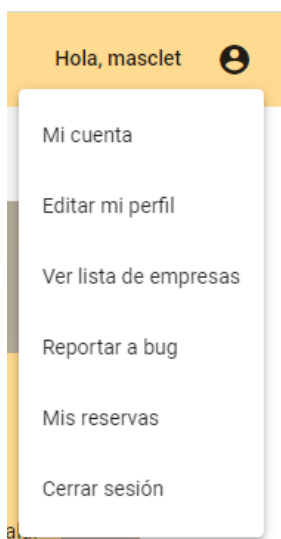 Hola, masclet
Mi cuenta
Editar mi perfil
Ver lista de empresas
Reportar a bug
Mis reservas
Cerrar sesión